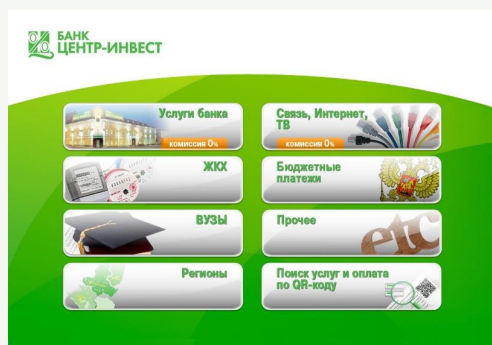 БАНК
ЦЕНТР-ИНВЕСТ
Услуги банка
комиссия 0%
Связь, Интернет,
ТВ
комиссия 0%
ЖКХ
Бюджетные
платежи
ВУЗЫ
Прочее
etc
Регионы
Поиск услуг и оплата
по QR-коду